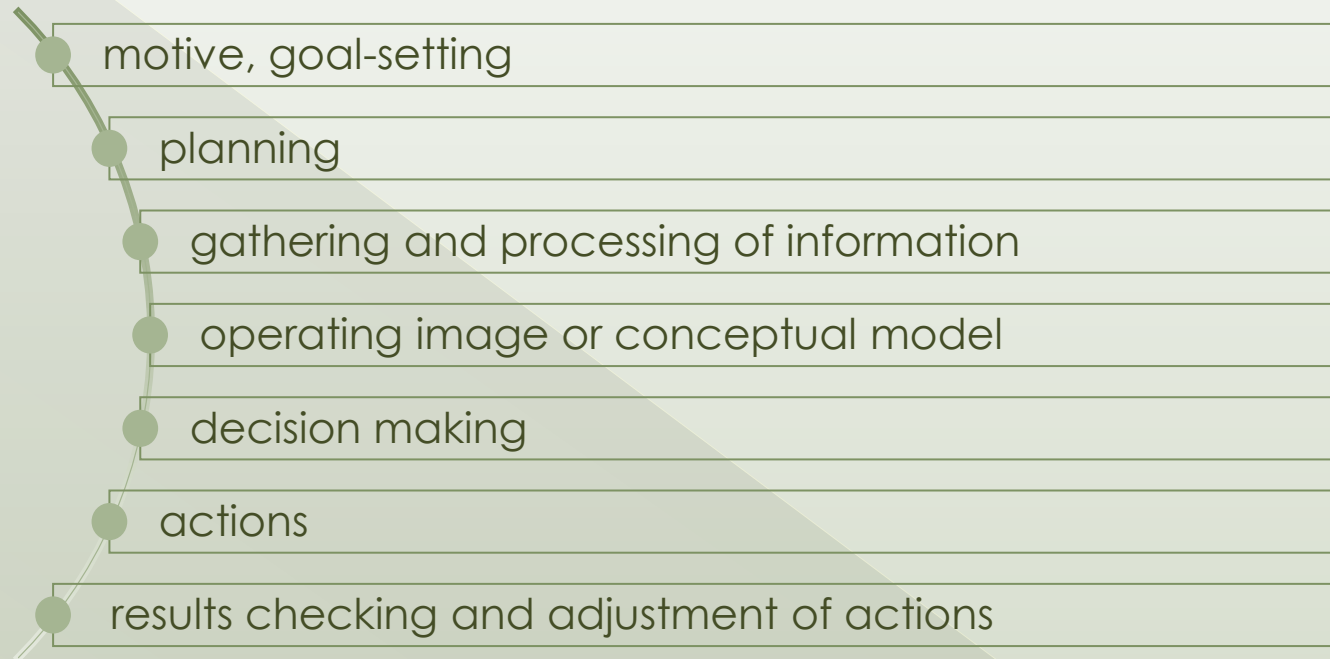 motive, goal-setting
planning
gathering and processing of information
operating image or conceptual model
decision making
actions
results checking and adjustment of actions